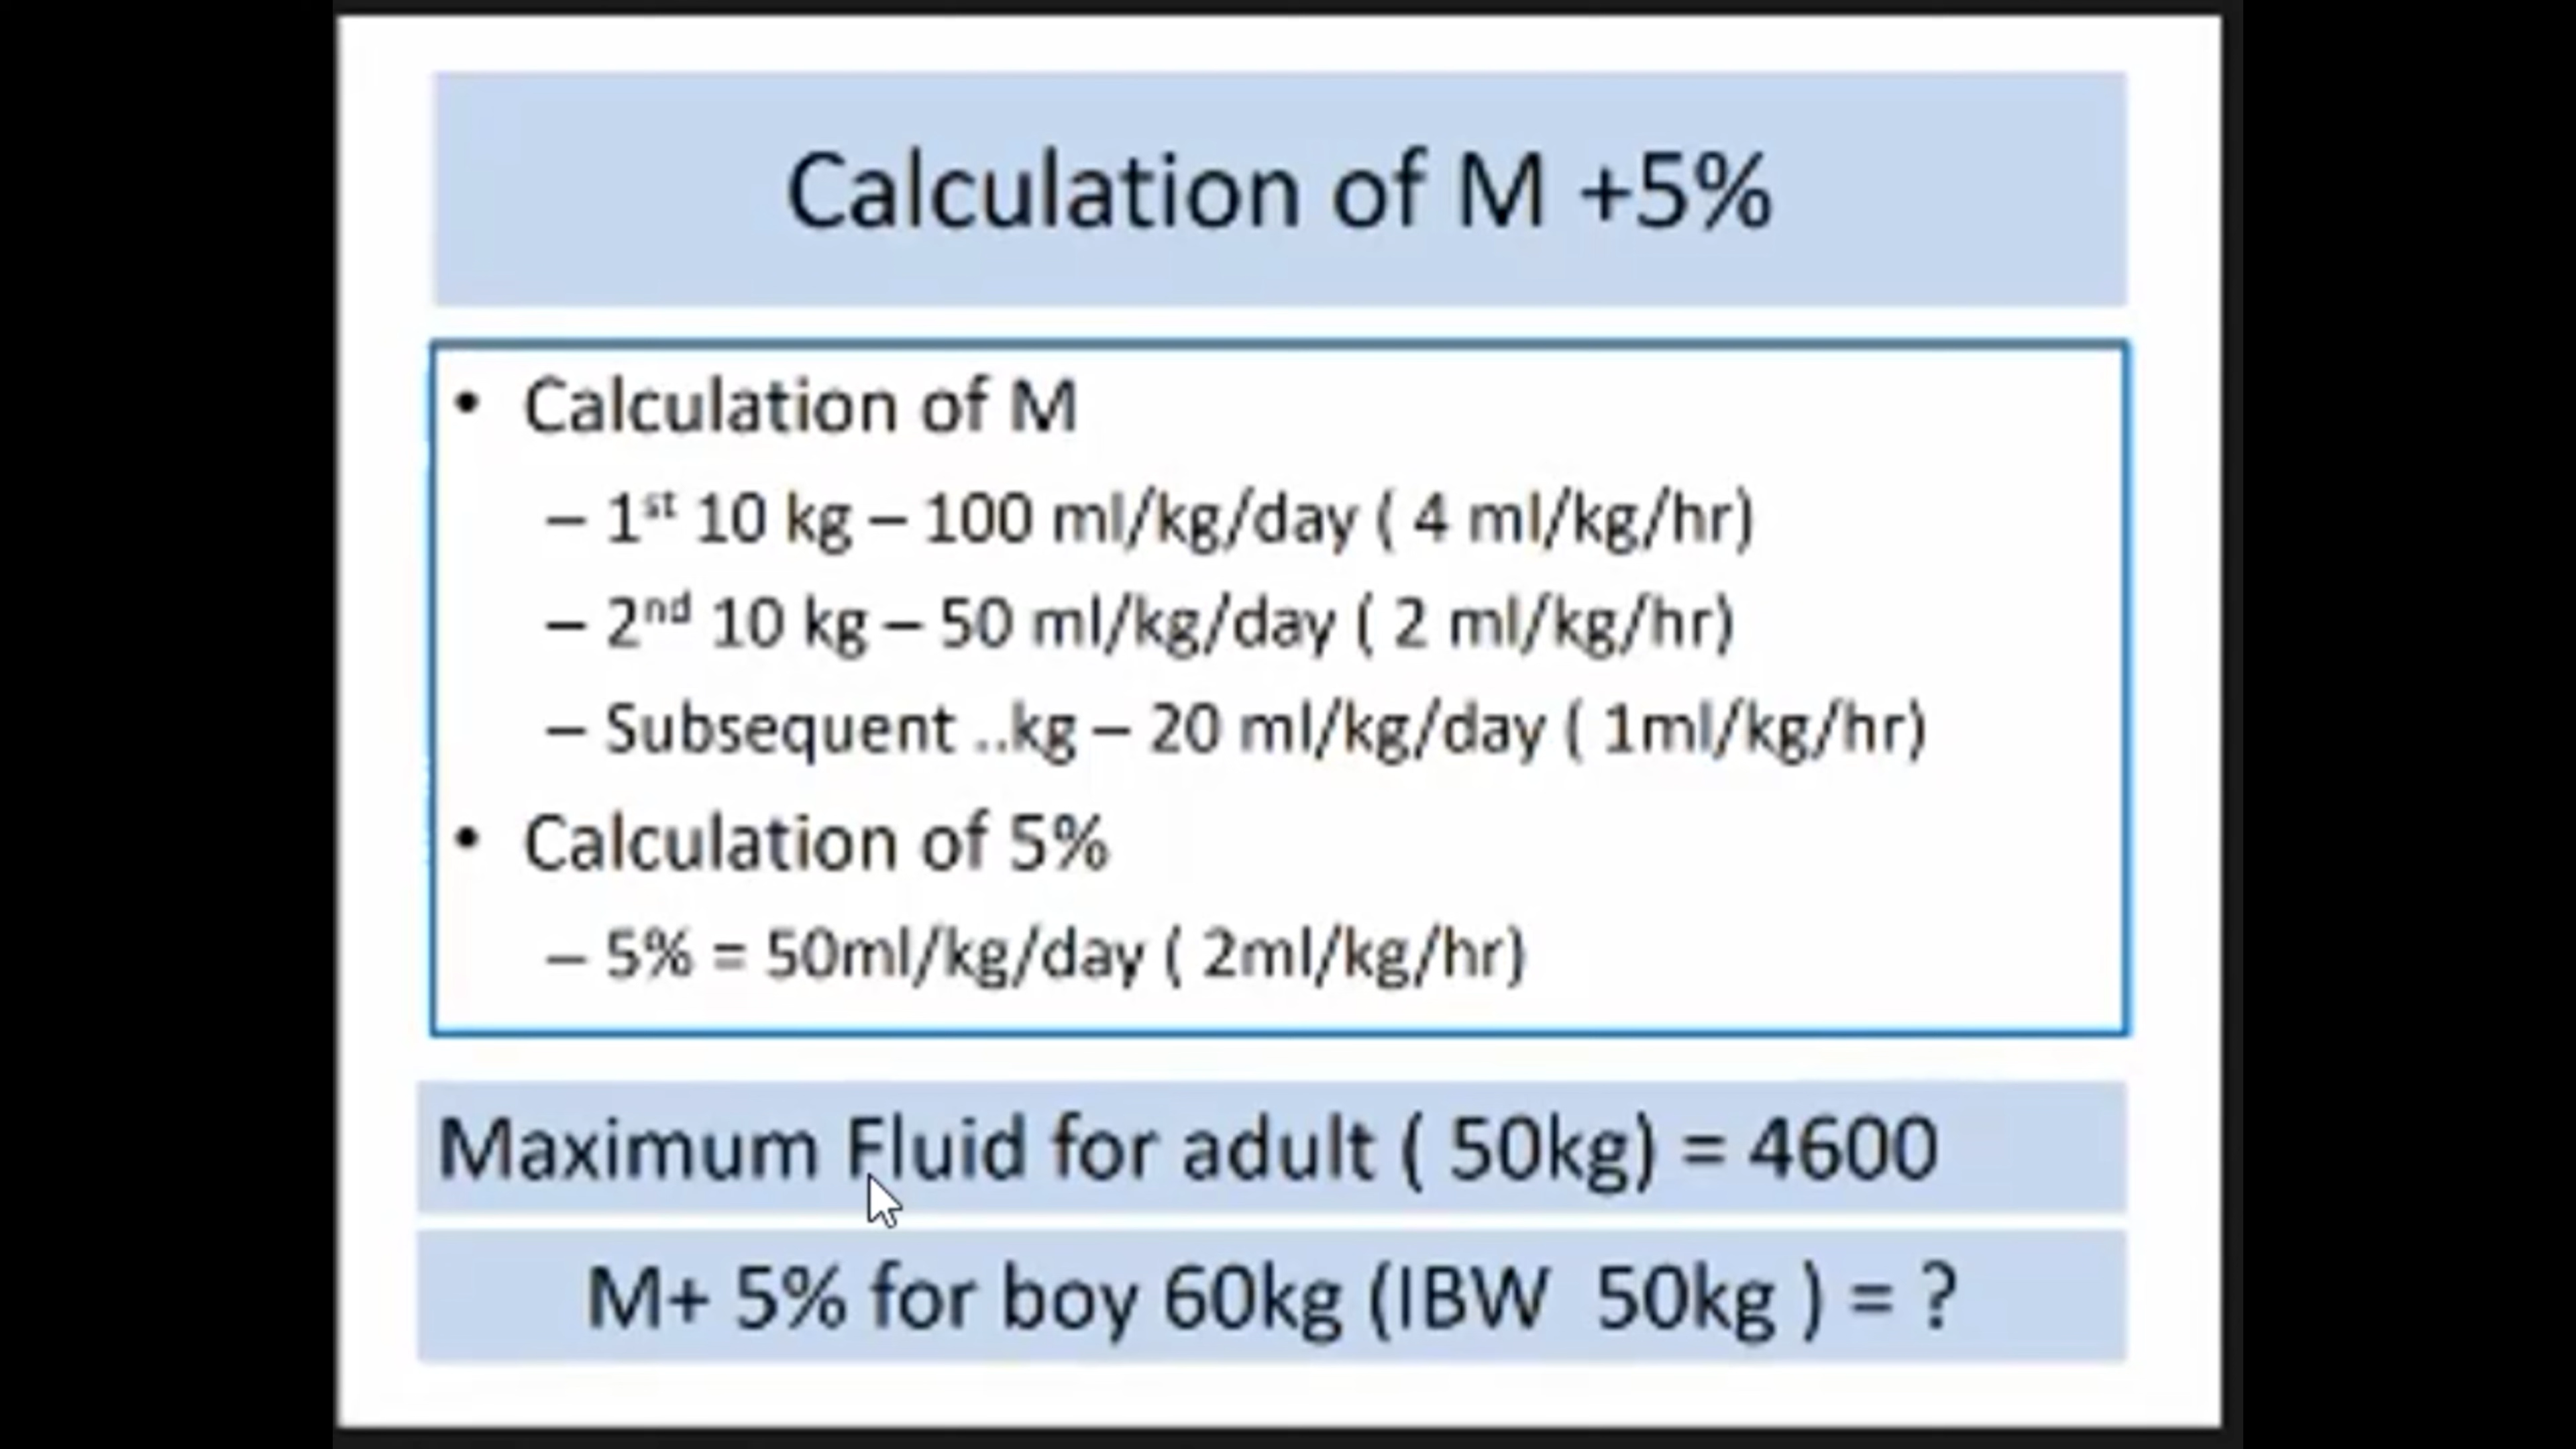 Calculation of M +5%
• Calculation of M
– 1st 10 kg – 100 ml/kg/day ( 4 ml/kg/hr)
– 2nd 10 kg – 50 ml/kg/day ( 2 ml/kg/hr)
– Subsequent ..kg – 20 ml/kg/day ( 1ml/kg/hr)
• Calculation of 5%
– 5% = 50ml/kg/day ( 2ml/kg/hr)
Maximum Fluid for adult ( 50kg) = 4600
M+ 5% for boy 60kg (IBW 50kg ) = ?